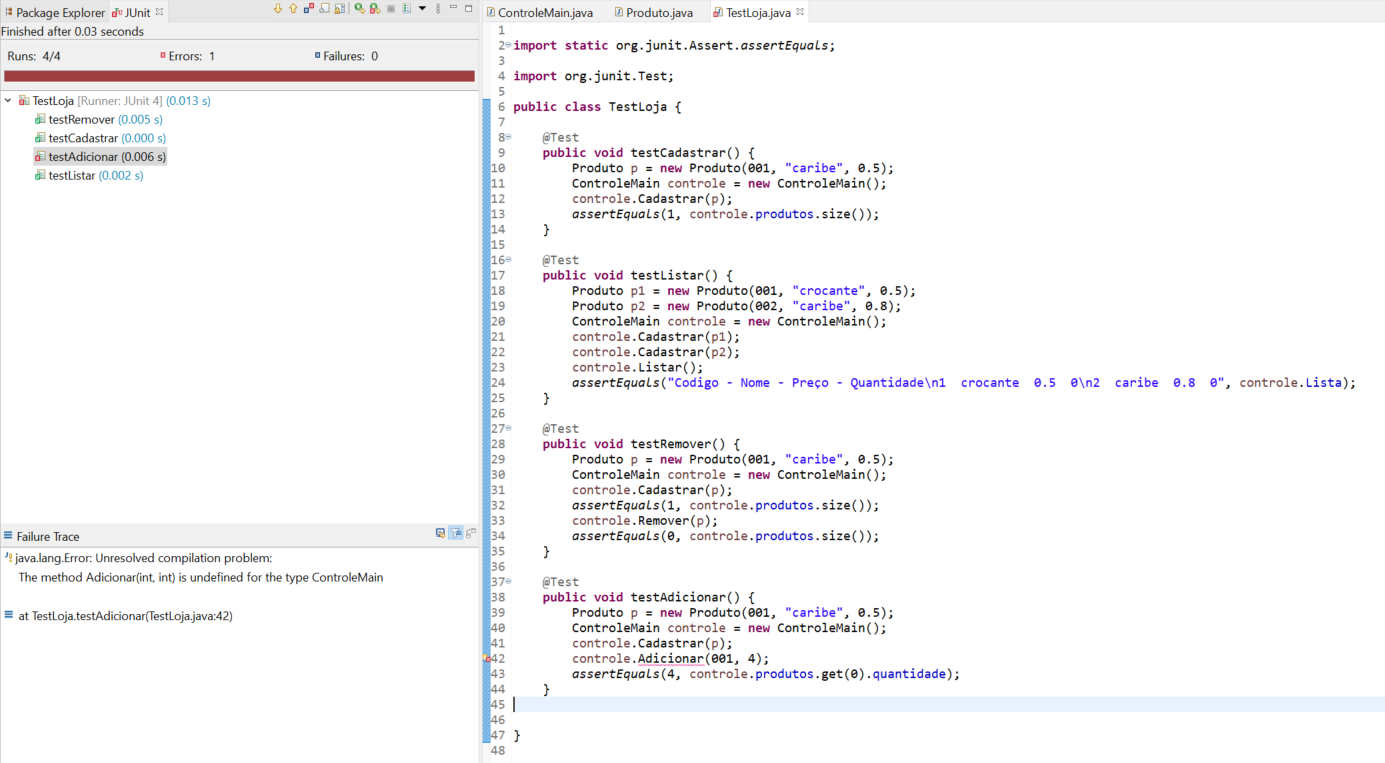 Package Explorer JUnit
Finished after 0.03 seconds
Runs: 4/4 Errors: 1 Failures: 0
TestLoja [Runner: JUnit 4] (0.013 s)
testRemover (0.005 s)
testCadastrar (0.000 s)
testAdicionar (0.006 s)
testListar (0.002 s)
Failure Trace
java.lang.Error: Unresolved compilation problem:
The method Adicionar(int, int) is undefined for the type ControleMain
at TestLoja.testAdicionar(TestLoja.java:42)
ControleMain.java Produto.java TestLoja.java
1
2 import static org.junit.Assert.assertEquals;
3
4 import org.junit.Test;
5
6 public class TestLoja {
7
8 @Test
9 public void testCadastrar() {
10 Produto p = new Produto(001, "caribe", 0.5);
11 ControleMain controle = new ControleMain();
12 controle.Cadastrar(p);
13 assertEquals(1, controle.produtos.size());
14 }
15
16 @Test
17 public void testListar() {
18 Produto p1 = new Produto(001, "crocante", 0.5);
19 Produto p2 = new Produto(002, "caribe", 0.8);
20 ControleMain controle = new ControleMain();
21 controle.Cadastrar(p1);
22 controle.Cadastrar(p2);
23 controle.Listar();
24 assertEquals("Codigo - Nome - Preço - Quantidade\n1  crocante  0.5  0\n2  caribe  0.8  0", controle.Lista);
25 }
26
27 @Test
28 public void testRemover() {
29 Produto p = new Produto(001, "caribe", 0.5);
30 ControleMain controle = new ControleMain();
31 controle.Cadastrar(p);
32 assertEquals(1, controle.produtos.size());
33 controle.Remover(p);
34 assertEquals(0, controle.produtos.size());
35 }
36
37 @Test
38 public void testAdicionar() {
39 Produto p = new Produto(001, "caribe", 0.5);
40 ControleMain controle = new ControleMain();
41 controle.Cadastrar(p);
42 controle.Adicionar(001, 4);
43 assertEquals(4, controle.produtos.get(0).quantidade);
44 }
45
46
47 }
48